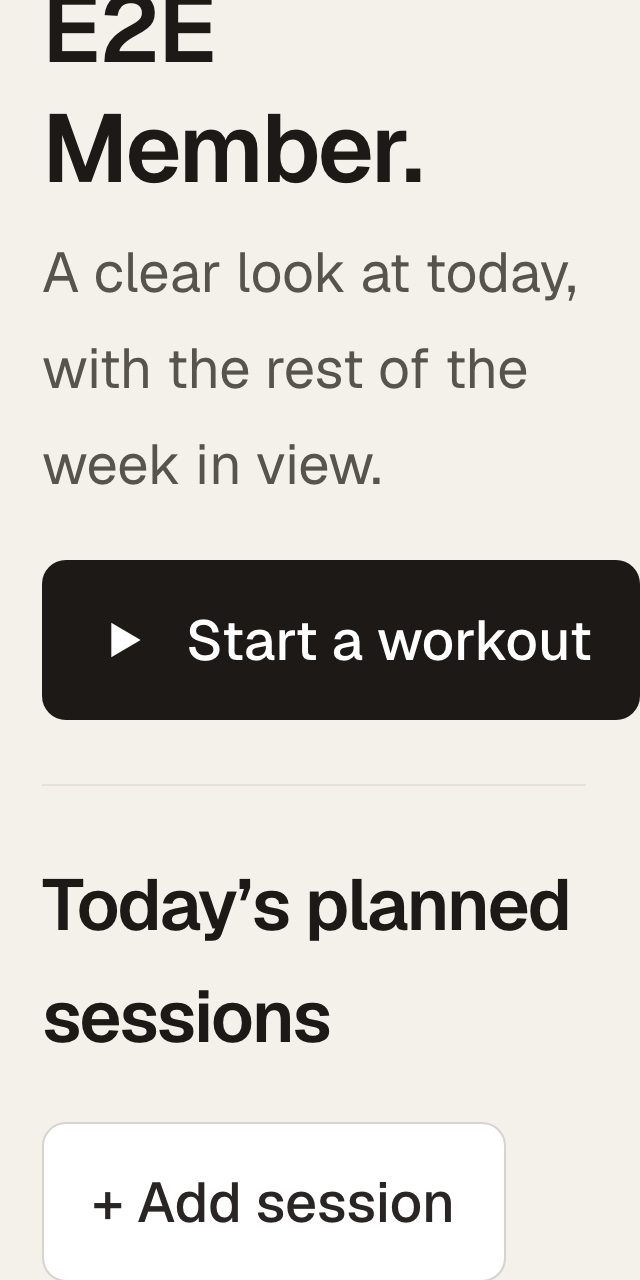 E2E
Member.
A clear look at today,
with the rest of the
week in view.
Start a workout
Today’s planned
sessions
+ Add session